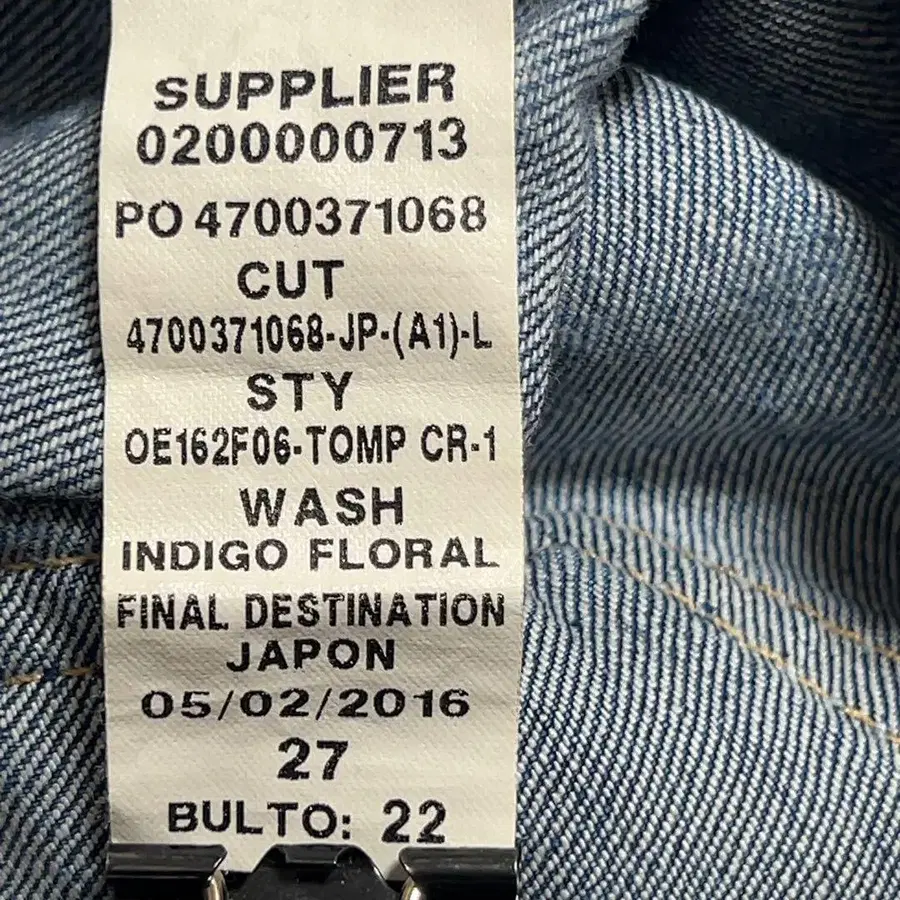 SUPPLIER
0200000713
PO 4700371068
CUT
4700371068-JP-(A1)-L
STY
OE162F06-TOMP CR-1
WASH
INDIGO FLORAL
FINAL DESTINATION
JAPON
05/02/2016
27
BULTO: 22